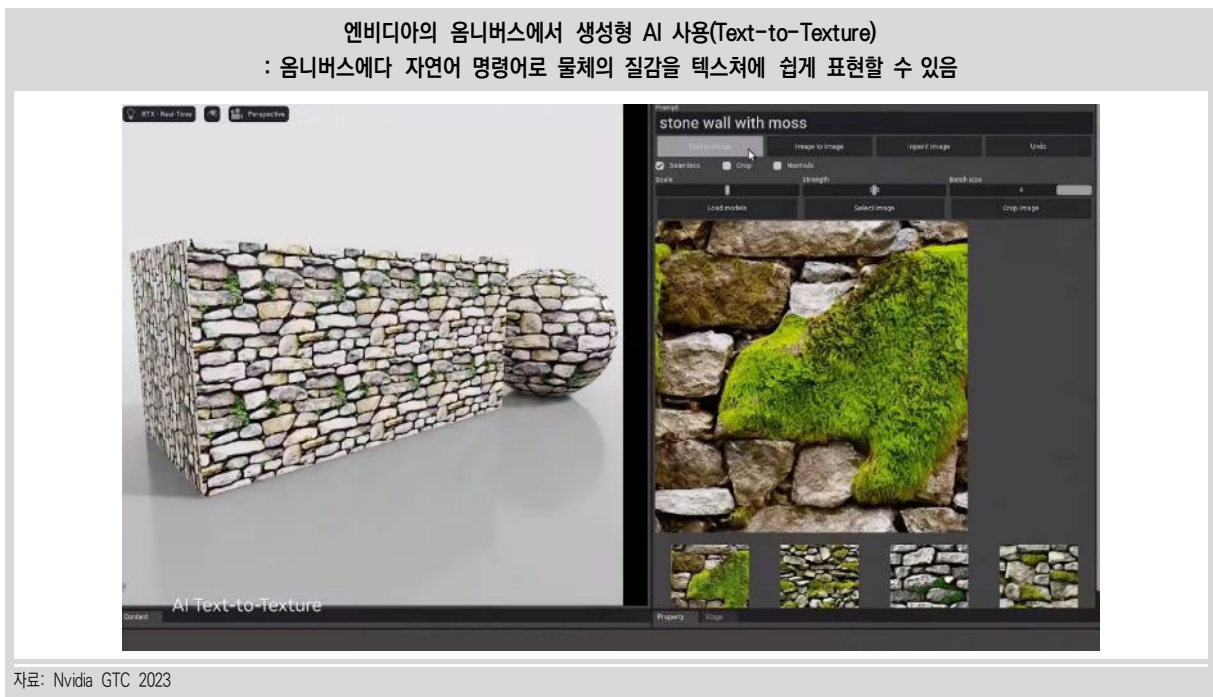 엔비디아의 옴니버스에서 생성형 AI 사용(Text-to-Texture)
: 옴니버스에다 자연어 명령어로 물체의 질감을 텍스쳐에 쉽게 표현할 수 있음
RTX - Real-Time
Perspective
Prompt
stone wall with moss
Image to Image
Inpaint Image
Undo
Seamless
Crop
Normals
Scale
Strength
Batch size
4
Load models
Select Image
Crop Image
AI Text-to-Texture
Content
Property
Stage
자료: Nvidia GTC 2023